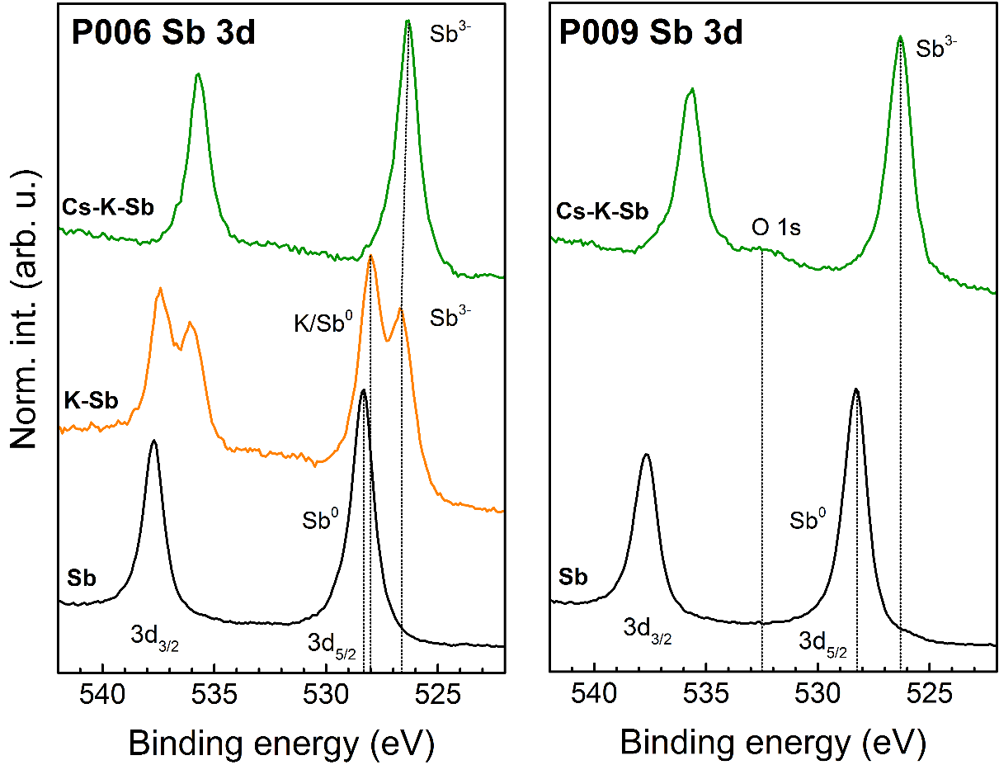 P006 Sb 3d
Sb³⁻
Cs-K-Sb
K/Sb⁰
Sb³⁻
K-Sb
Sb⁰
Sb
3d₃/₂
3d₅/₂
540
535
530
525
Binding energy (eV)
Norm. int. (arb. u.)
P009 Sb 3d
Sb³⁻
Cs-K-Sb
O 1s
Sb⁰
Sb
3d₃/₂
3d₅/₂
540
535
530
525
Binding energy (eV)